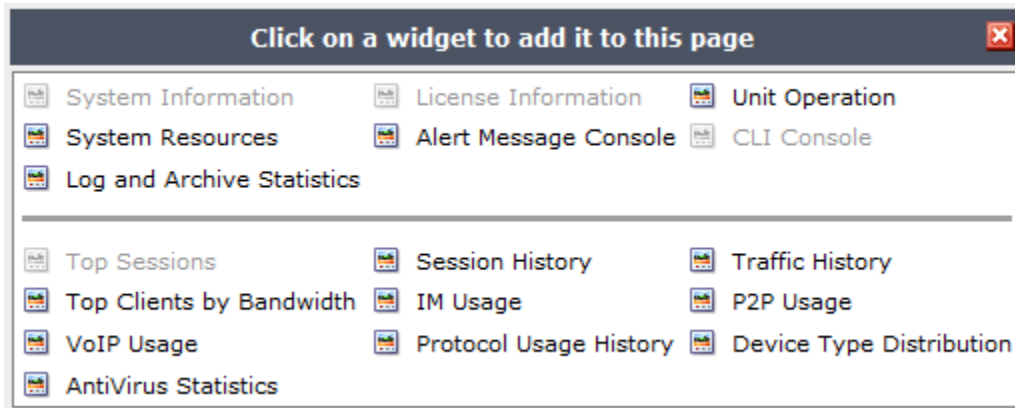 Click on a widget to add it to this page
System Information License Information Unit Operation
System Resources Alert Message Console CLI Console
Log and Archive Statistics
Top Sessions Session History Traffic History
Top Clients by Bandwidth IM Usage P2P Usage
VoIP Usage Protocol Usage History Device Type Distribution
AntiVirus Statistics